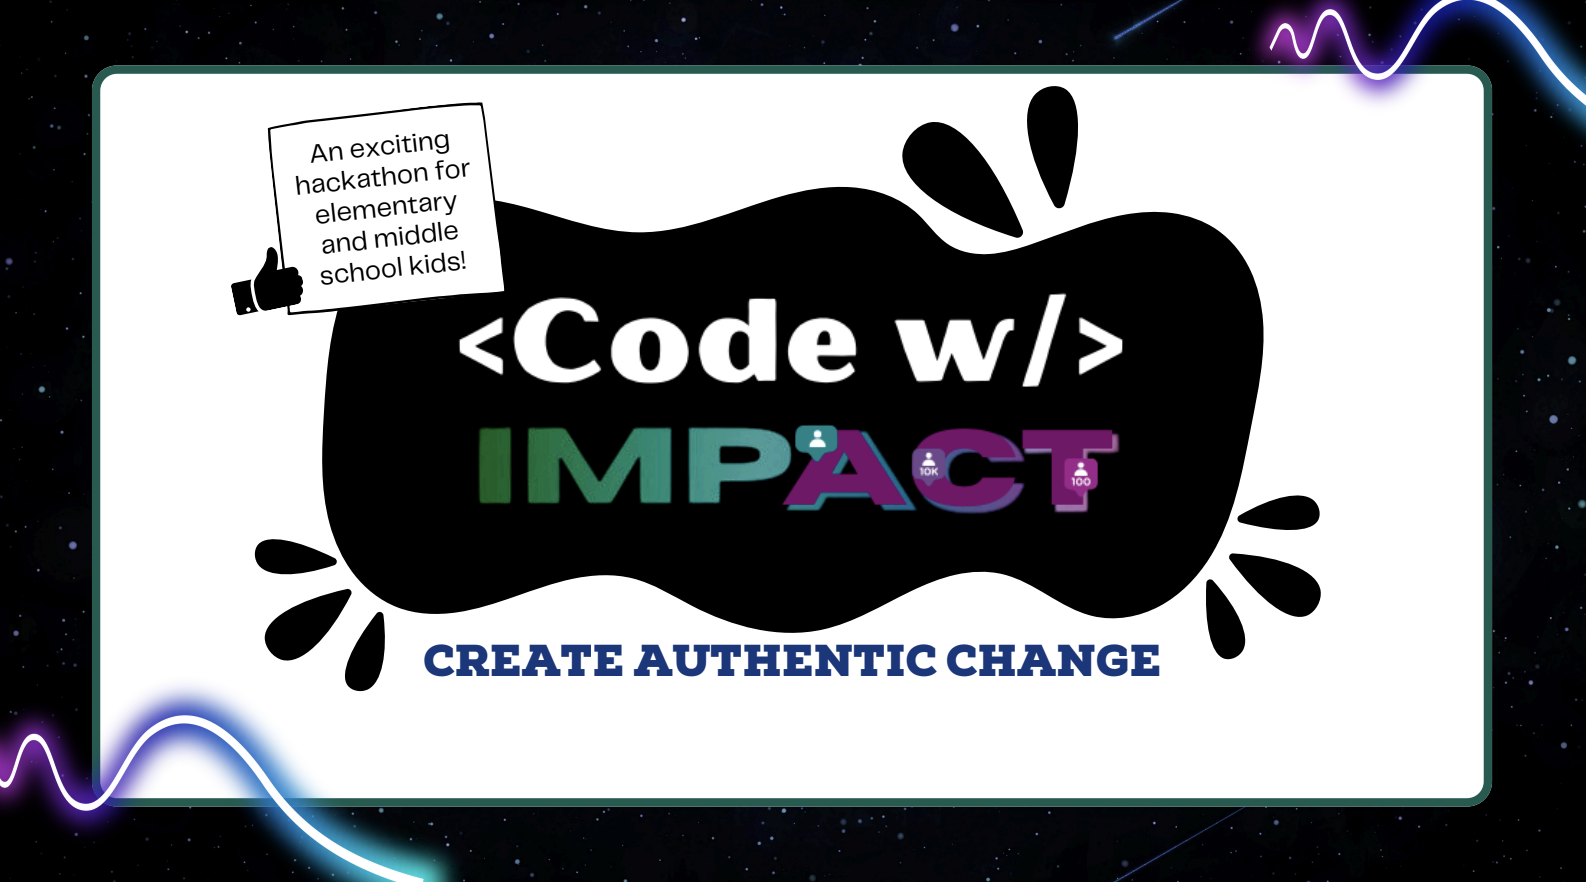 An exciting
hackathon for
elementary
and middle
school kids!
<Code w/>
IMPACT
10K
100
CREATE AUTHENTIC CHANGE